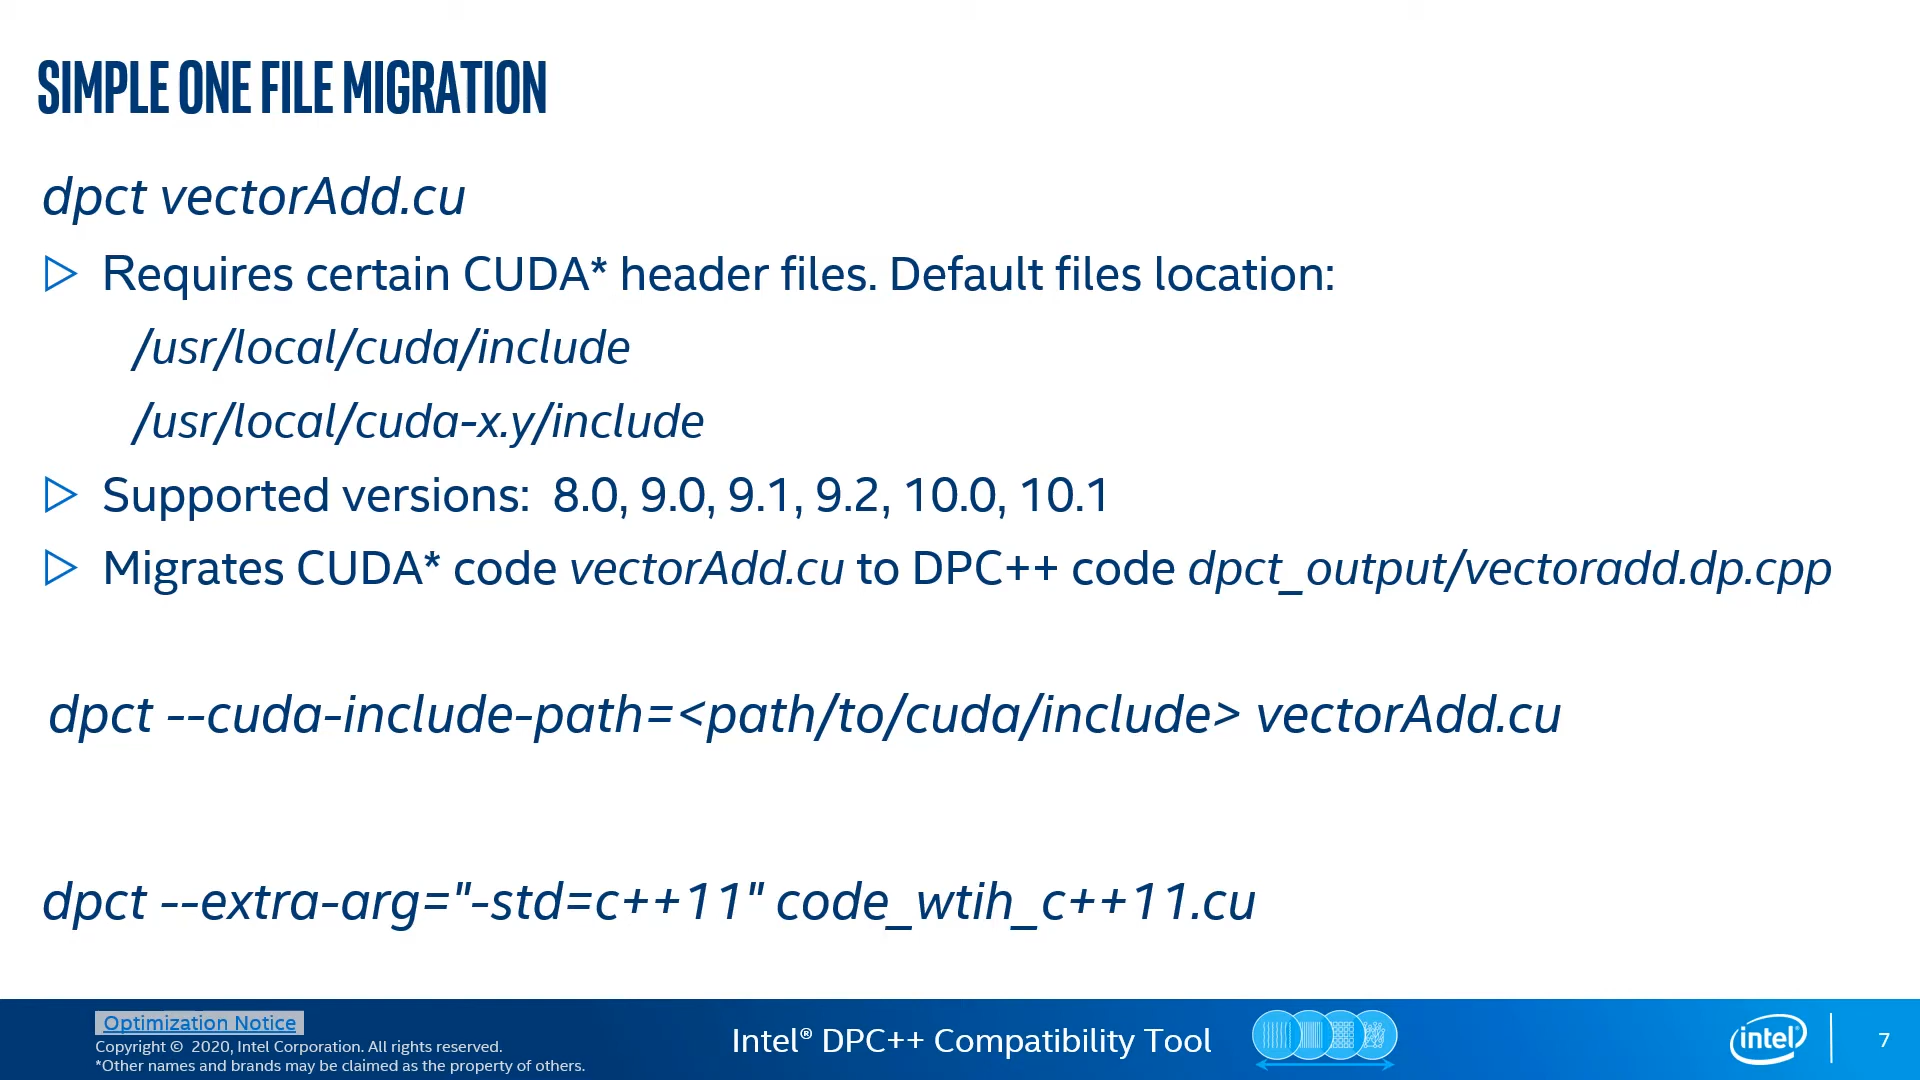 SIMPLE ONE FILE MIGRATION
dpct vectorAdd.cu
Requires certain CUDA* header files. Default files location:
/usr/local/cuda/include
/usr/local/cuda-x.y/include
Supported versions:  8.0, 9.0, 9.1, 9.2, 10.0, 10.1
Migrates CUDA* code vectorAdd.cu to DPC++ code dpct_output/vectoradd.dp.cpp
dpct --cuda-include-path=<path/to/cuda/include> vectorAdd.cu
dpct --extra-arg="-std=c++11" code_wtih_c++11.cu
Optimization Notice
Copyright ©  2020, Intel Corporation. All rights reserved.
*Other names and brands may be claimed as the property of others.
Intel® DPC++ Compatibility Tool
intel®
7